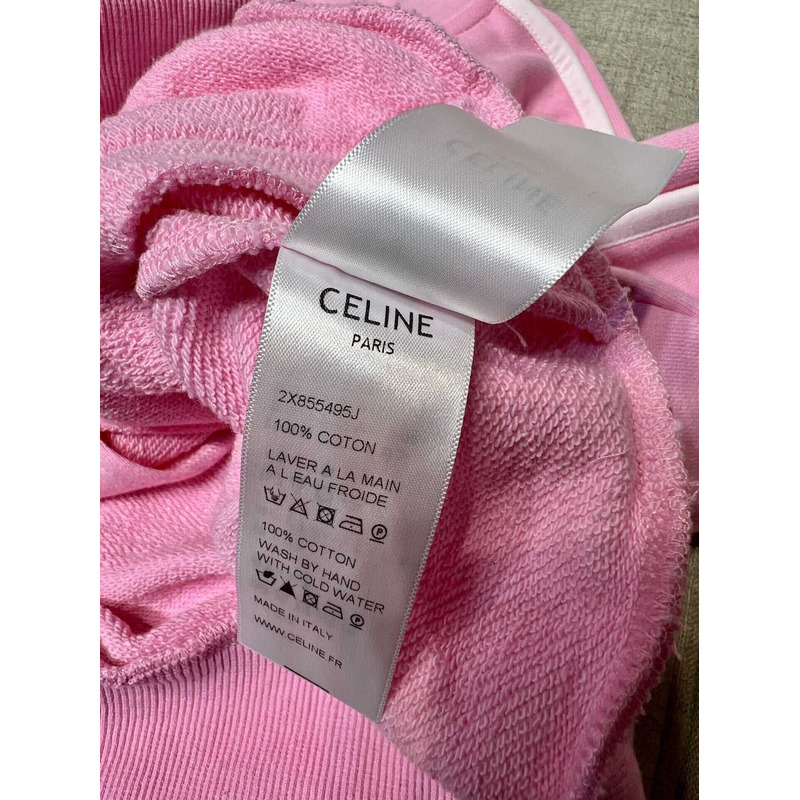 CELINE
CELINE
PARIS
2X855495J
100% COTON
LAVER A LA MAIN
A L EAU FROIDE
P
100% COTTON
WASH BY HAND
WITH COLD WATER
P
MADE IN ITALY
WWW.CELINE.FR